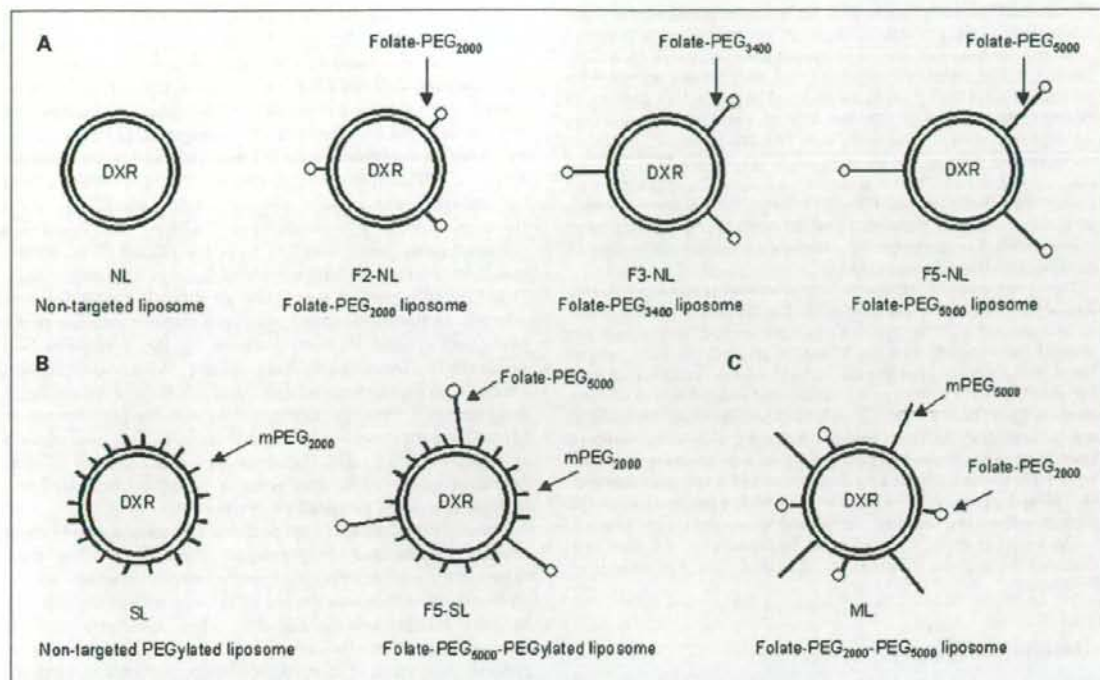 A
Folate-PEG2000
Folate-PEG3400
Folate-PEG5000
DXR
DXR
DXR
DXR
NL
F2-NL
F3-NL
F5-NL
Non-targeted liposome
Folate-PEG2000 liposome
Folate-PEG3400 liposome
Folate-PEG5000 liposome
B
C
Folate-PEG5000
mPEG5000
mPEG2000
mPEG2000
Folate-PEG2000
DXR
DXR
DXR
SL
F5-SL
ML
Non-targeted PEGylated liposome
Folate-PEG5000-PEGylated liposome
Folate-PEG2000-PEG5000 liposome